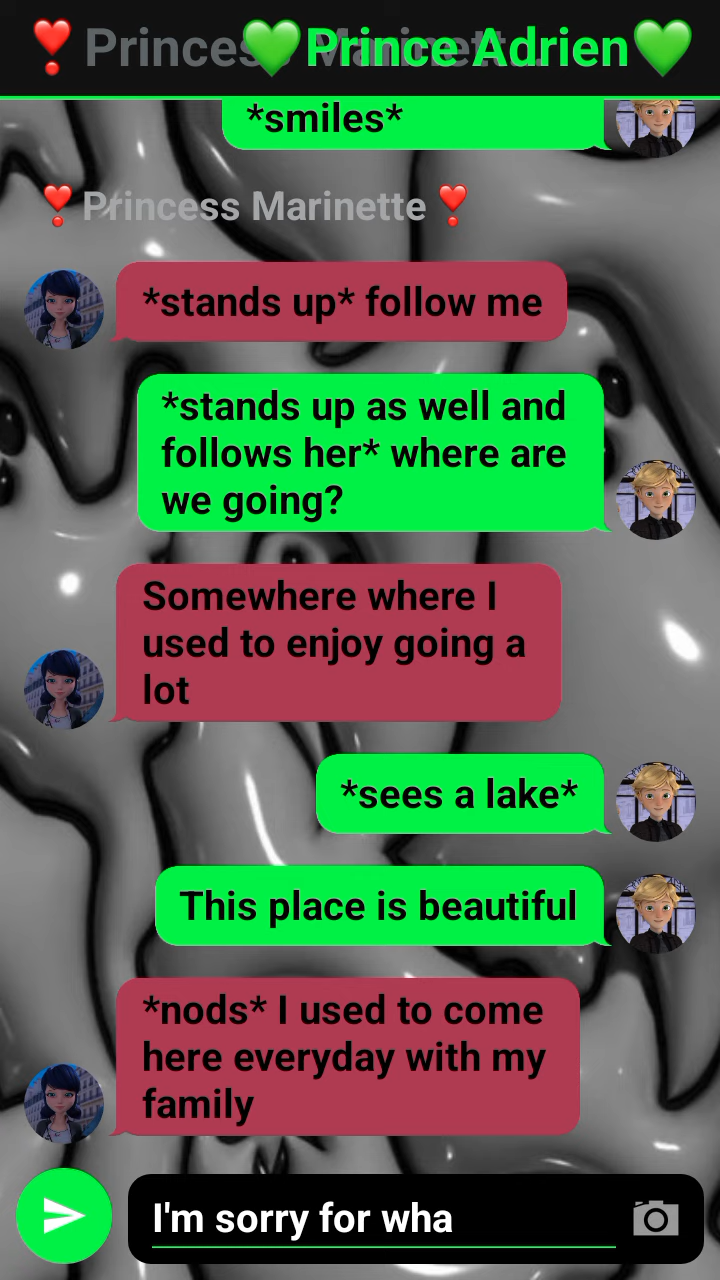 ❣️Princess Marinette
💚Prince Adrien💚
*smiles*
❣️Princess Marinette❣️
*stands up* follow me
*stands up as well and
follows her* where are
we going?
Somewhere where I
used to enjoy going a
lot
*sees a lake*
This place is beautiful
*nods* I used to come
here everyday with my
family
I'm sorry for wha